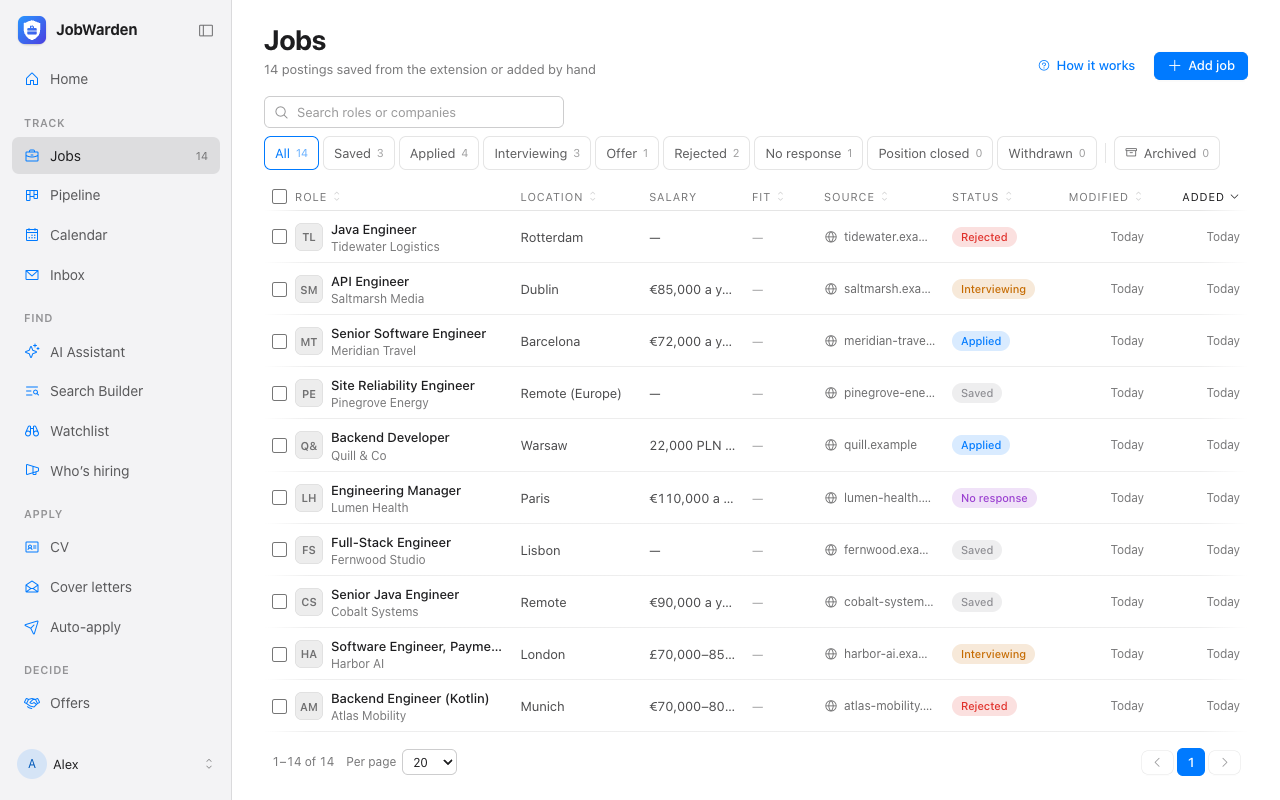 JobWarden
Home
TRACK
Jobs 14
Pipeline
Calendar
Inbox
FIND
AI Assistant
Search Builder
Watchlist
Who's hiring
APPLY
CV
Cover letters
Auto-apply
DECIDE
Offers
A Alex
Jobs
14 postings saved from the extension or added by hand
How it works
Add job
Search roles or companies
All 14 Saved 3 Applied 4 Interviewing 3 Offer 1 Rejected 2 No response 1 Position closed 0 Withdrawn 0 Archived 0
ROLE LOCATION SALARY FIT SOURCE STATUS MODIFIED ADDED
TL Java Engineer Rotterdam — — tidewater.exa... Rejected Today Today
Tidewater Logistics
SM API Engineer Dublin €85,000 a y... — saltmarsh.exa... Interviewing Today Today
Saltmarsh Media
MT Senior Software Engineer Barcelona €72,000 a y... — meridian-trave... Applied Today Today
Meridian Travel
PE Site Reliability Engineer Remote (Europe) — — pinegrove-ene... Saved Today Today
Pinegrove Energy
Q& Backend Developer Warsaw 22,000 PLN ... — quill.example Applied Today Today
Quill & Co
LH Engineering Manager Paris €110,000 a ... — lumen-health.... No response Today Today
Lumen Health
FS Full-Stack Engineer Lisbon — — fernwood.exa... Saved Today Today
Fernwood Studio
CS Senior Java Engineer Remote €90,000 a y... — cobalt-system... Saved Today Today
Cobalt Systems
HA Software Engineer, Payme... London £70,000–85... — harbor-ai.exa... Interviewing Today Today
Harbor AI
AM Backend Engineer (Kotlin) Munich €70,000–80... — atlas-mobility.... Rejected Today Today
Atlas Mobility
1–14 of 14 Per page 20 1